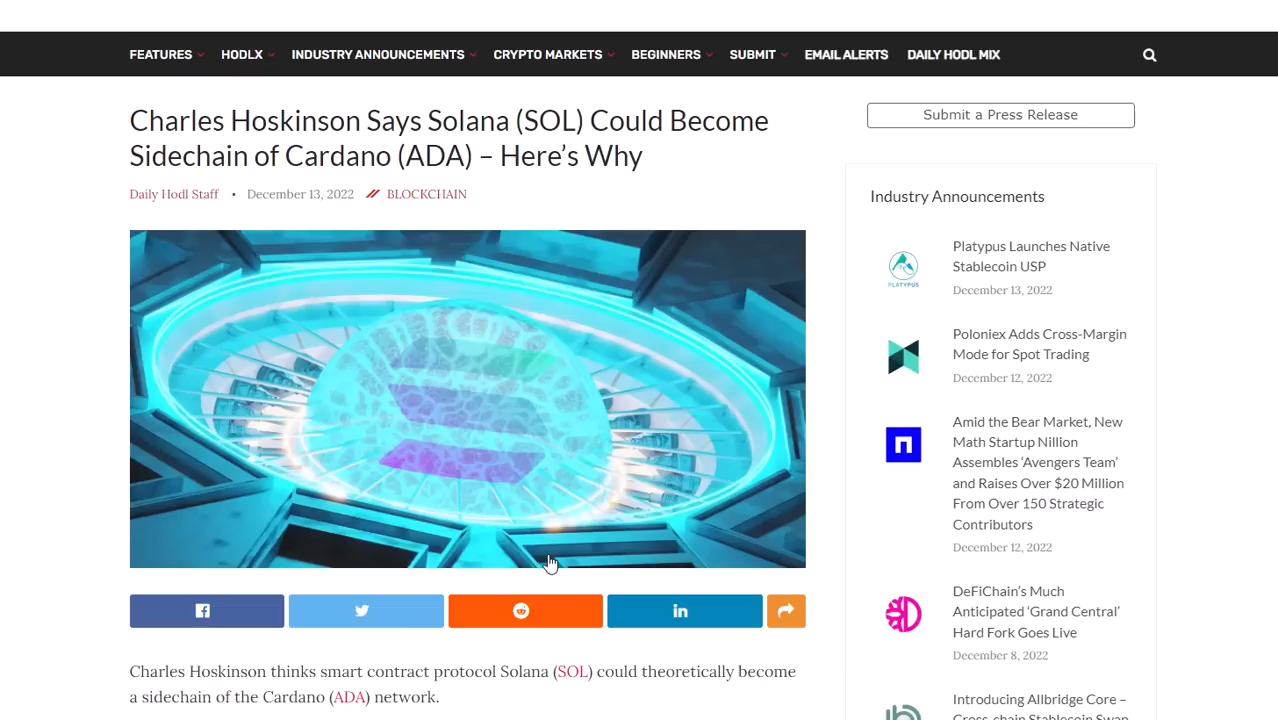 FEATURES HODLX INDUSTRY ANNOUNCEMENTS CRYPTO MARKETS BEGINNERS SUBMIT EMAIL ALERTS DAILY HODL MIX
Charles Hoskinson Says Solana (SOL) Could Become
Sidechain of Cardano (ADA) – Here’s Why
Daily Hodl Staff • December 13, 2022 BLOCKCHAIN
Charles Hoskinson thinks smart contract protocol Solana (SOL) could theoretically become
a sidechain of the Cardano (ADA) network.
Submit a Press Release
Industry Announcements
PLATYPUS
Platypus Launches Native
Stablecoin USP
December 13, 2022
Poloniex Adds Cross-Margin
Mode for Spot Trading
December 12, 2022
Amid the Bear Market, New
Math Startup Nillion
Assembles ‘Avengers Team’
and Raises Over $20 Million
From Over 150 Strategic
Contributors
December 12, 2022
DeFiChain’s Much
Anticipated ‘Grand Central’
Hard Fork Goes Live
December 8, 2022
Introducing Allbridge Core –
Cross-chain Stablecoin Swap